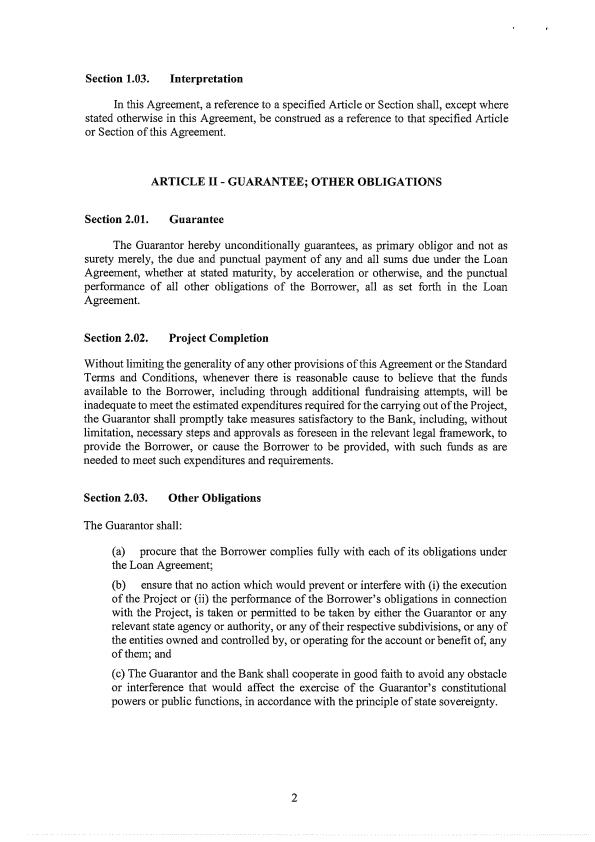 Section 1.03. Interpretation
In this Agreement, a reference to a specified Article or Section shall, except where
stated otherwise in this Agreement, be construed as a reference to that specified Article
or Section of this Agreement.
ARTICLE II - GUARANTEE; OTHER OBLIGATIONS
Section 2.01. Guarantee
The Guarantor hereby unconditionally guarantees, as primary obligor and not as
surety merely, the due and punctual payment of any and all sums due under the Loan
Agreement, whether at stated maturity, by acceleration or otherwise, and the punctual
performance of all other obligations of the Borrower, all as set forth in the Loan
Agreement.
Section 2.02. Project Completion
Without limiting the generality of any other provisions of this Agreement or the Standard
Terms and Conditions, whenever there is reasonable cause to believe that the funds
available to the Borrower, including through additional fundraising attempts, will be
inadequate to meet the estimated expenditures required for the carrying out of the Project,
the Guarantor shall promptly take measures satisfactory to the Bank, including, without
limitation, necessary steps and approvals as foreseen in the relevant legal framework, to
provide the Borrower, or cause the Borrower to be provided, with such funds as are
needed to meet such expenditures and requirements.
Section 2.03. Other Obligations
The Guarantor shall:
(a) procure that the Borrower complies fully with each of its obligations under
the Loan Agreement;
(b) ensure that no action which would prevent or interfere with (i) the execution
of the Project or (ii) the performance of the Borrower's obligations in connection
with the Project, is taken or permitted to be taken by either the Guarantor or any
relevant state agency or authority, or any of their respective subdivisions, or any of
the entities owned and controlled by, or operating for the account or benefit of, any
of them; and
(c) The Guarantor and the Bank shall cooperate in good faith to avoid any obstacle
or interference that would affect the exercise of the Guarantor's constitutional
powers or public functions, in accordance with the principle of state sovereignty.
2